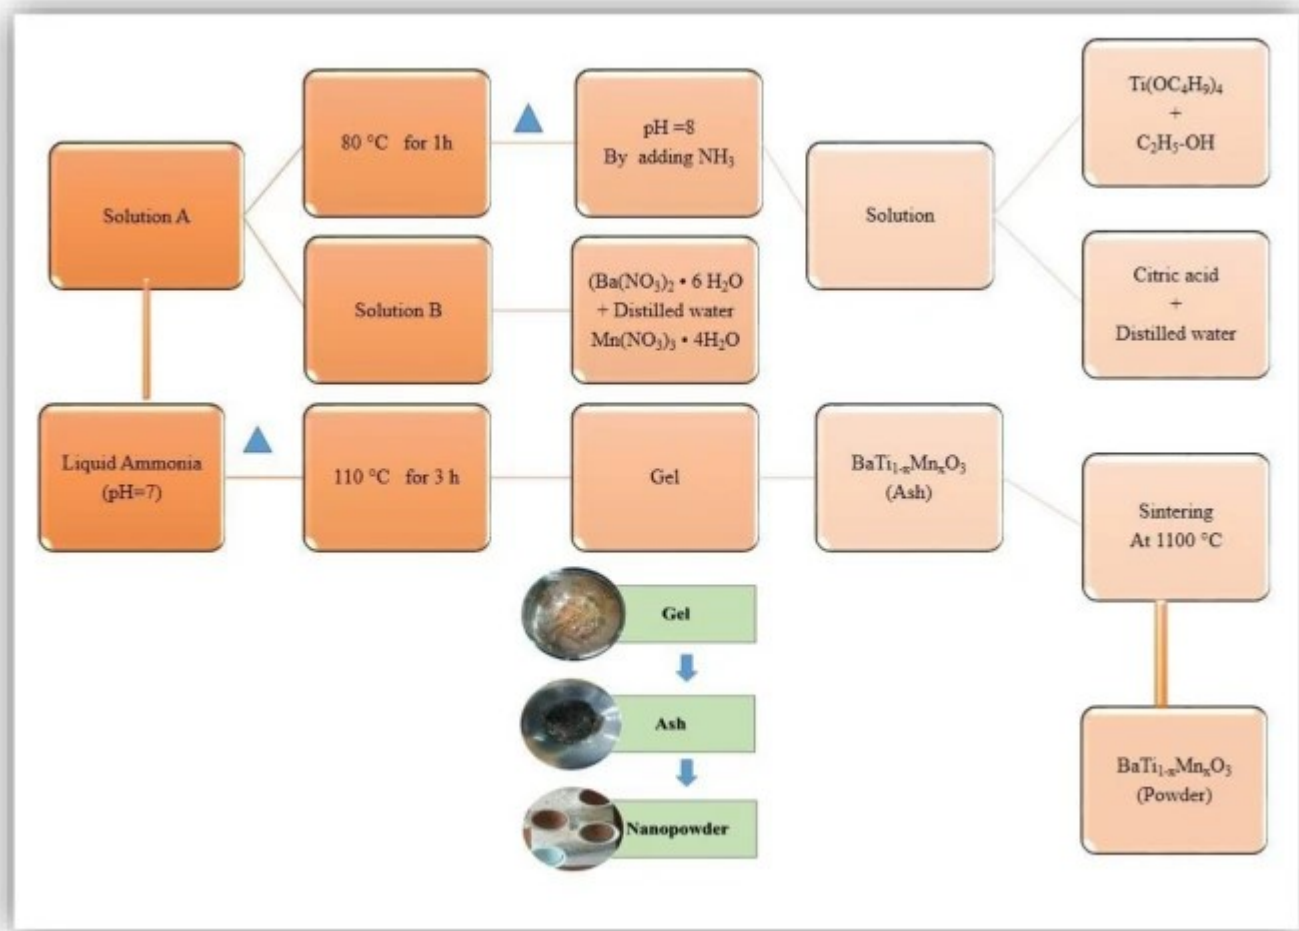 Solution A
80 °C for 1h
pH =8
By adding NH₃
Solution
Ti(OC₄H₉)₄
+
C₂H₅-OH
Solution B
(Ba(NO₃)₂ • 6 H₂O
+ Distilled water
Mn(NO₃)₃ • 4H₂O
Citric acid
+
Distilled water
Liquid Ammonia
(pH=7)
110 °C for 3 h
Gel
BaTi₁₋ₓMnₓO₃
(Ash)
Sintering
At 1100 °C
BaTi₁₋ₓMnₓO₃
(Powder)
Gel
Ash
Nanopowder